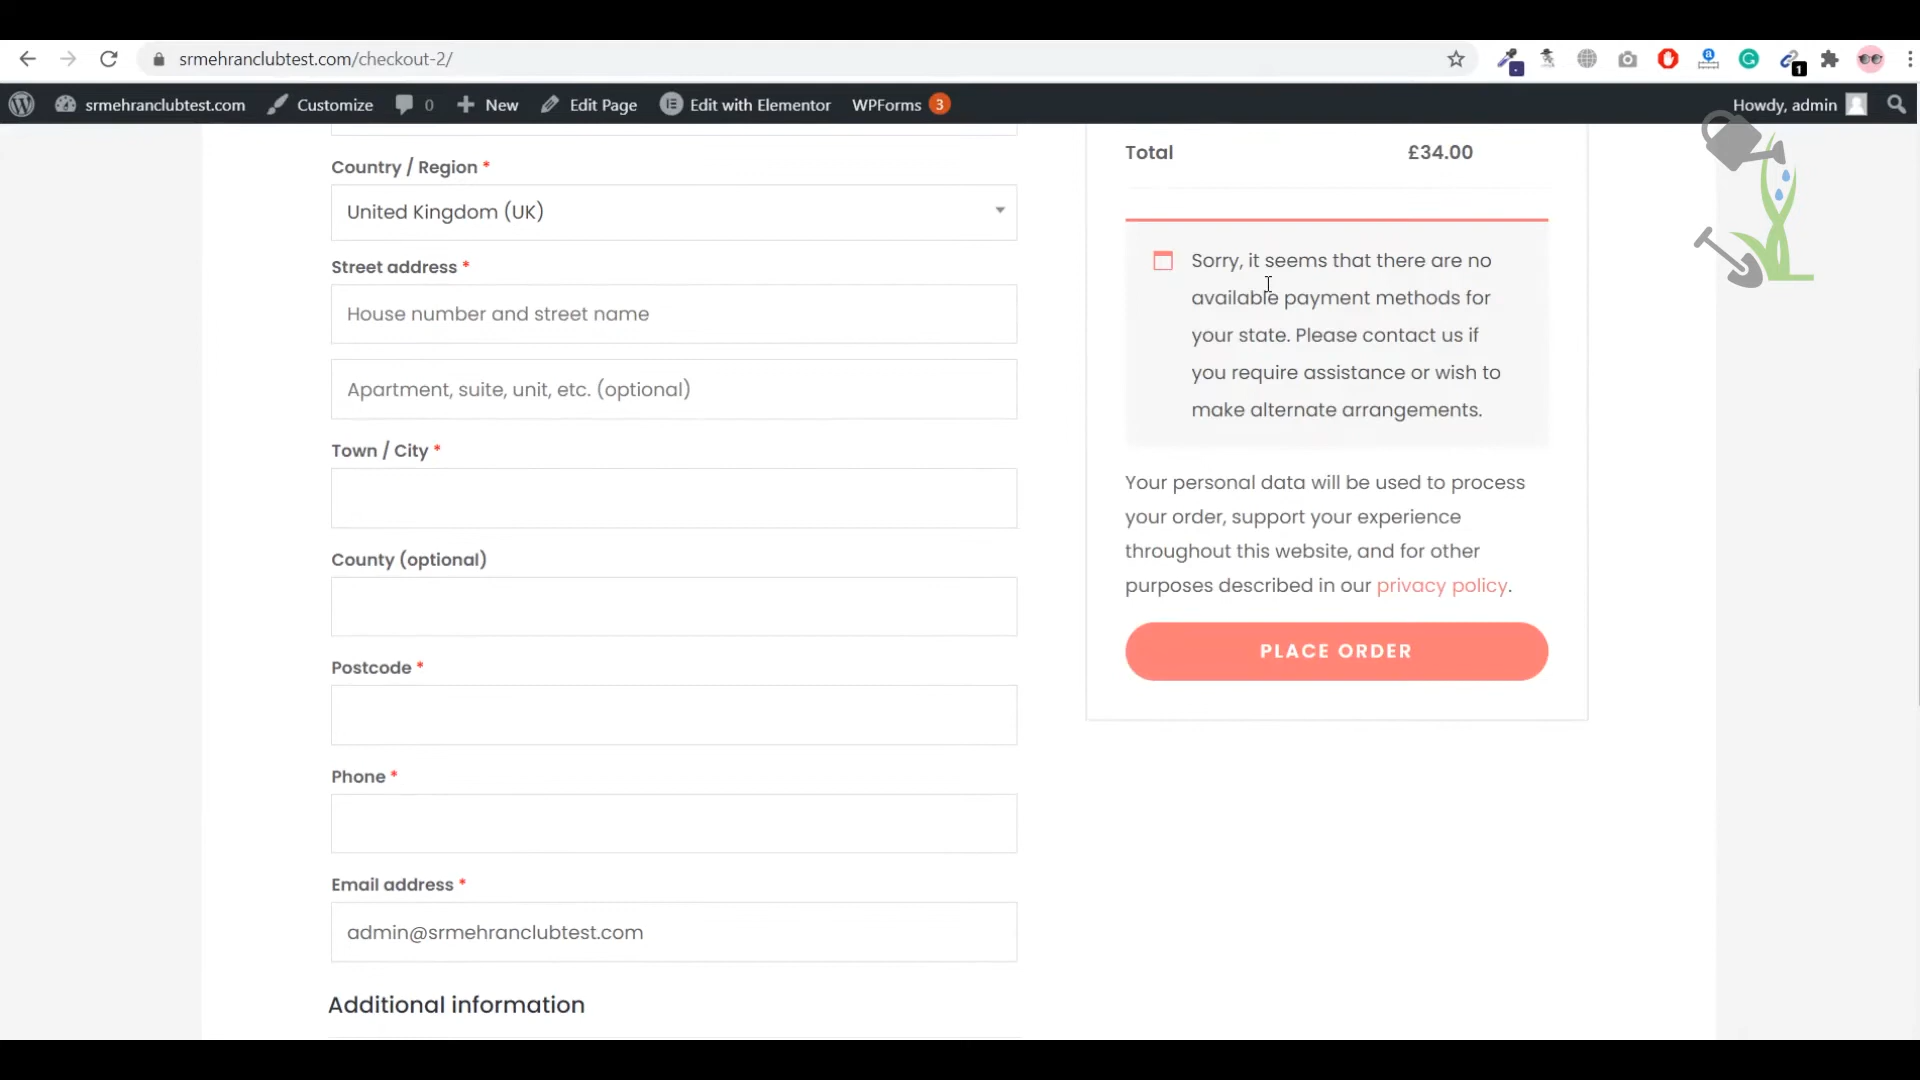 srmehranclubtest.com/checkout-2/
1
srmehranclubtest.com Customize 0 New Edit Page Edit with Elementor WPForms 3 Howdy, admin
Country / Region *
United Kingdom (UK)
Street address *
House number and street name
Apartment, suite, unit, etc. (optional)
Town / City *
County (optional)
Postcode *
Phone *
Email address *
admin@srmehranclubtest.com
Additional information
Total £34.00
Sorry, it seems that there are no
available payment methods for
your state. Please contact us if
you require assistance or wish to
make alternate arrangements.
Your personal data will be used to process
your order, support your experience
throughout this website, and for other
purposes described in our privacy policy.
PLACE ORDER